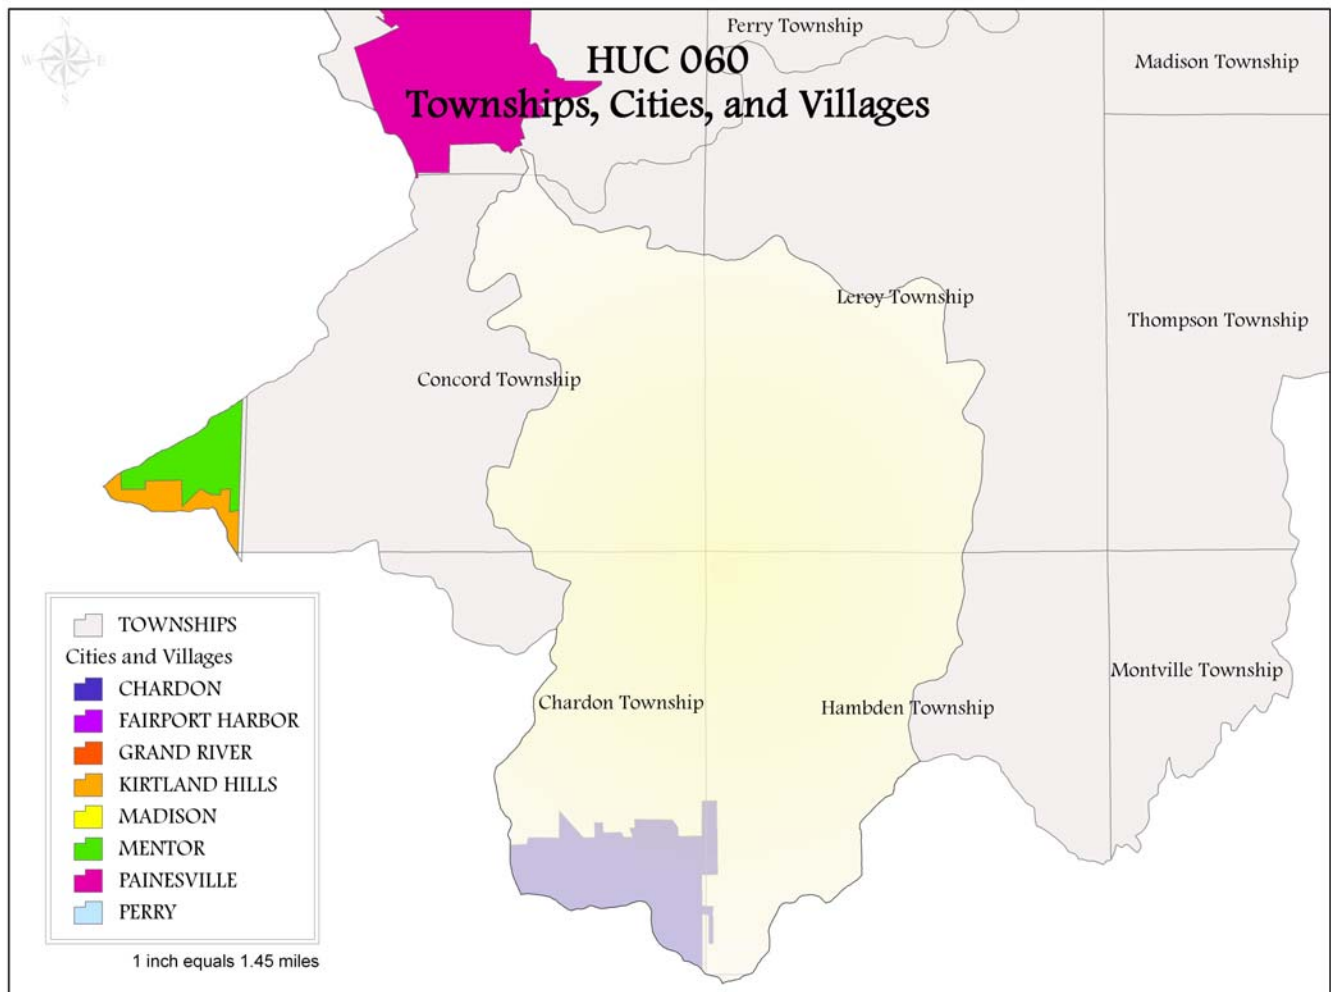 N
W E
S
Perry Township
HUC 060
Townships, Cities, and Villages
Madison Township
Leroy Township
Thompson Township
Concord Township
Montville Township
Chardon Township
Hambden Township
TOWNSHIPS
Cities and Villages
CHARDON
FAIRPORT HARBOR
GRAND RIVER
KIRTLAND HILLS
MADISON
MENTOR
PAINESVILLE
PERRY
1 inch equals 1.45 miles